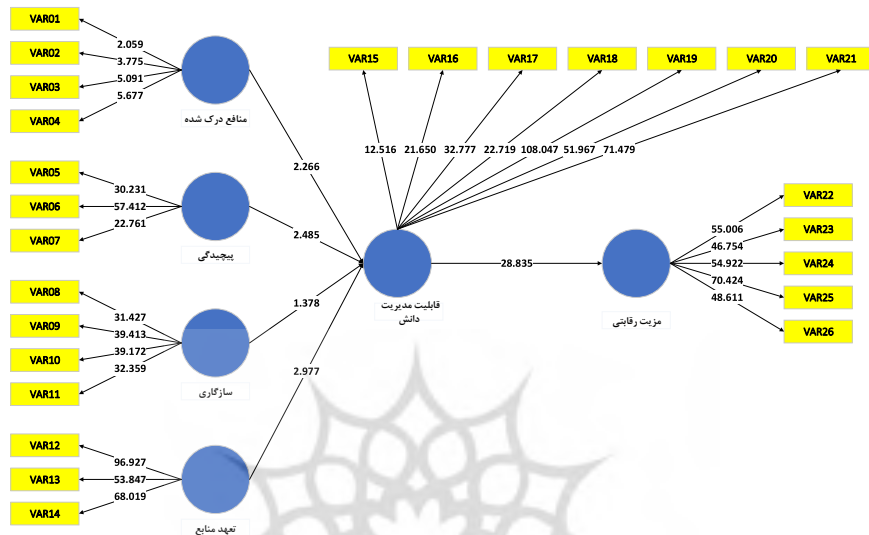 VAR01
VAR02
VAR03
VAR04
2.059
3.775
5.091
5.677
منافع درک شده
VAR05
VAR06
VAR07
30.231
57.412
22.761
پیچیدگی
VAR08
VAR09
VAR10
VAR11
31.427
39.413
39.172
32.359
سازگاری
VAR12
VAR13
VAR14
96.927
53.847
68.019
تعهد منابع
2.266
2.485
1.378
2.977
VAR15 VAR16 VAR17 VAR18 VAR19 VAR20 VAR21
12.516 21.650 32.777 22.719 108.047 51.967 71.479
قابلیت مدیریت
دانش
28.835
مزیت رقابتی
55.006
46.754
54.922
70.424
48.611
VAR22
VAR23
VAR24
VAR25
VAR26